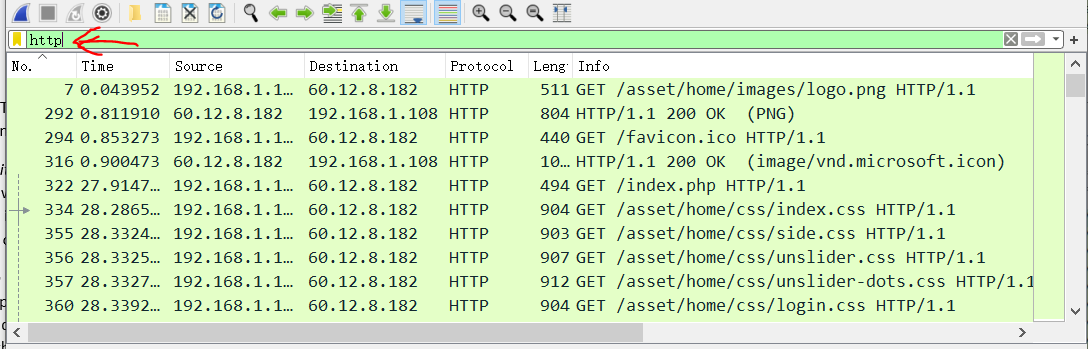 http
No. Time Source Destination Protocol Leng Info
7 0.043952 192.168.1.1… 60.12.8.182 HTTP 511 GET /asset/home/images/logo.png HTTP/1.1
292 0.811910 60.12.8.182 192.168.1.108 HTTP 804 HTTP/1.1 200 OK (PNG)
294 0.853273 192.168.1.1… 60.12.8.182 HTTP 440 GET /favicon.ico HTTP/1.1
316 0.900473 60.12.8.182 192.168.1.108 HTTP 10… HTTP/1.1 200 OK (image/vnd.microsoft.icon)
322 27.9147… 192.168.1.1… 60.12.8.182 HTTP 494 GET /index.php HTTP/1.1
334 28.2865… 192.168.1.1… 60.12.8.182 HTTP 904 GET /asset/home/css/index.css HTTP/1.1
355 28.3324… 192.168.1.1… 60.12.8.182 HTTP 903 GET /asset/home/css/side.css HTTP/1.1
356 28.3325… 192.168.1.1… 60.12.8.182 HTTP 907 GET /asset/home/css/unslider.css HTTP/1.1
357 28.3327… 192.168.1.1… 60.12.8.182 HTTP 912 GET /asset/home/css/unslider-dots.css HTTP/1.1
360 28.3392… 192.168.1.1… 60.12.8.182 HTTP 904 GET /asset/home/css/login.css HTTP/1.1